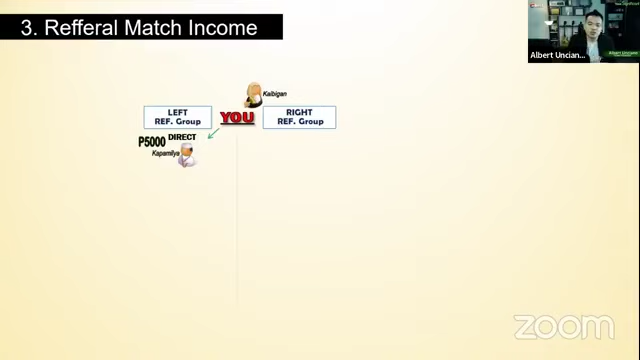 3. Refferal Match Income
Albert Uncian...
Kaibigan
LEFT
REF. Group
YOU
RIGHT
REF. Group
P5000 DIRECT
Kapamilya
zoom